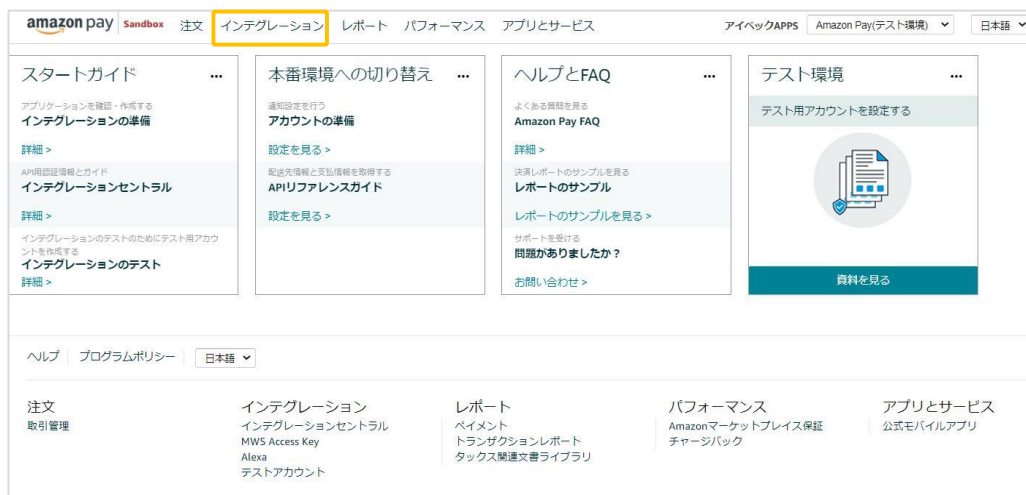 amazon pay Sandbox 注文 インテグレーション レポート パフォーマンス アプリとサービス アイベックAPPS Amazon Pay(テスト環境) 日本語
スタートガイド ...
アプリケーションを確認・作成する
インテグレーションの準備
詳細 >
API用認証情報とガイド
インテグレーションセントラル
詳細 >
インテグレーションのテストのためにテスト用アカウ
ントを作成する
インテグレーションのテスト
詳細 >
本番環境への切り替え ...
通知設定を行う
アカウントの準備
設定を見る >
配送先情報と支払情報を取得する
APIリファレンスガイド
設定を見る >
ヘルプとFAQ ...
よくある質問を見る
Amazon Pay FAQ
詳細 >
決済レポートのサンプルを見る
レポートのサンプル
レポートのサンプルを見る >
サポートを受ける
問題がありましたか？
お問い合わせ >
テスト環境 ...
テスト用アカウントを設定する
資料を見る
ヘルプ プログラムポリシー 日本語
注文
取引管理
インテグレーション
インテグレーションセントラル
MWS Access Key
Alexa
テストアカウント
レポート
ペイメント
トランザクションレポート
タックス関連文書ライブラリ
パフォーマンス
Amazonマーケットプレイス保証
チャージバック
アプリとサービス
公式モバイルアプリ